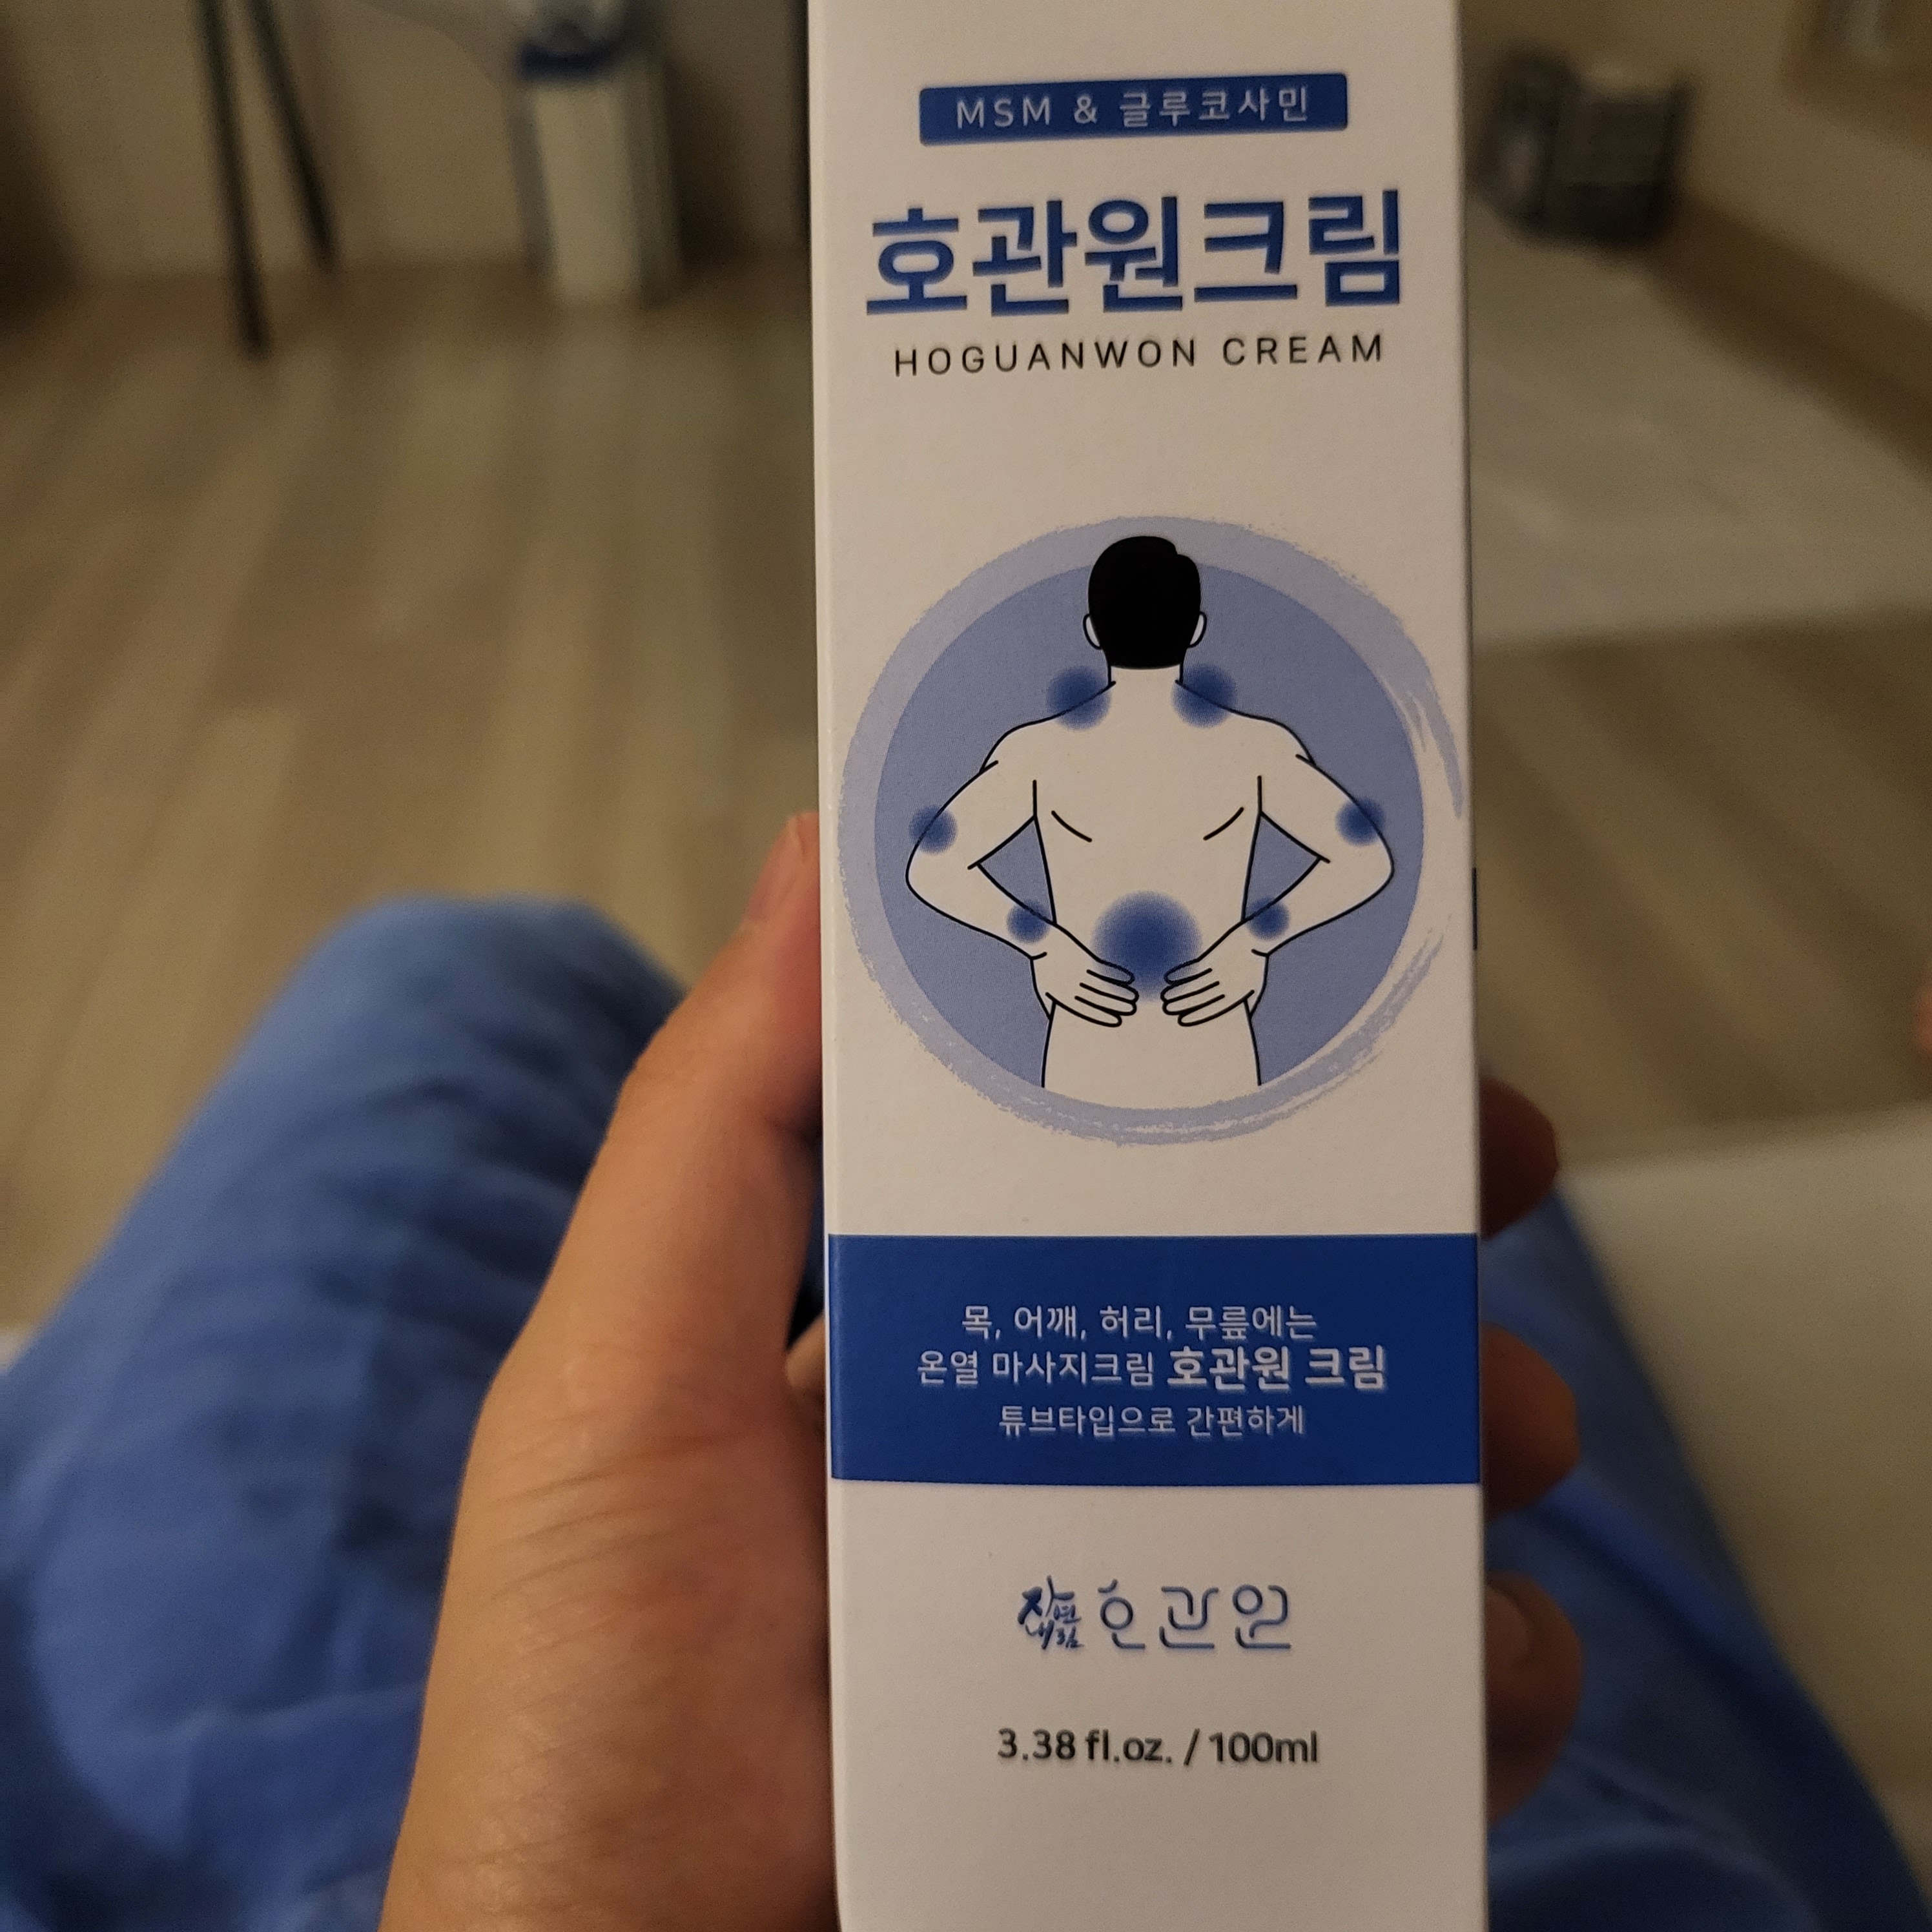 MSM & 글루코사민
호관원크림
HOGUANWON CREAM
목, 어깨, 허리, 무릎에는
온열 마사지크림 호관원 크림
튜브타입으로 간편하게
호관원
3.38 fl.oz. / 100ml